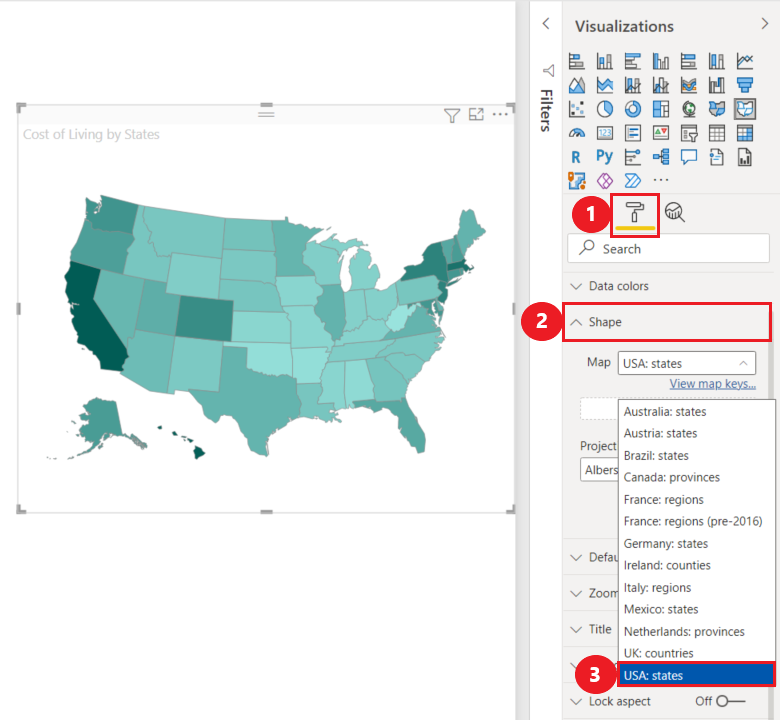 Visualizations
Filters
Cost of Living by States
123
R
Py
1
Search
Data colors
2
Shape
Map
USA: states
View map keys...
Australia: states
Austria: states
Brazil: states
Canada: provinces
Project
Albers
France: regions
France: regions (pre-2016)
Germany: states
Ireland: counties
Defau
Italy: regions
Zoom
Mexico: states
Title
Netherlands: provinces
UK: countries
3
USA: states
Lock aspect
Off